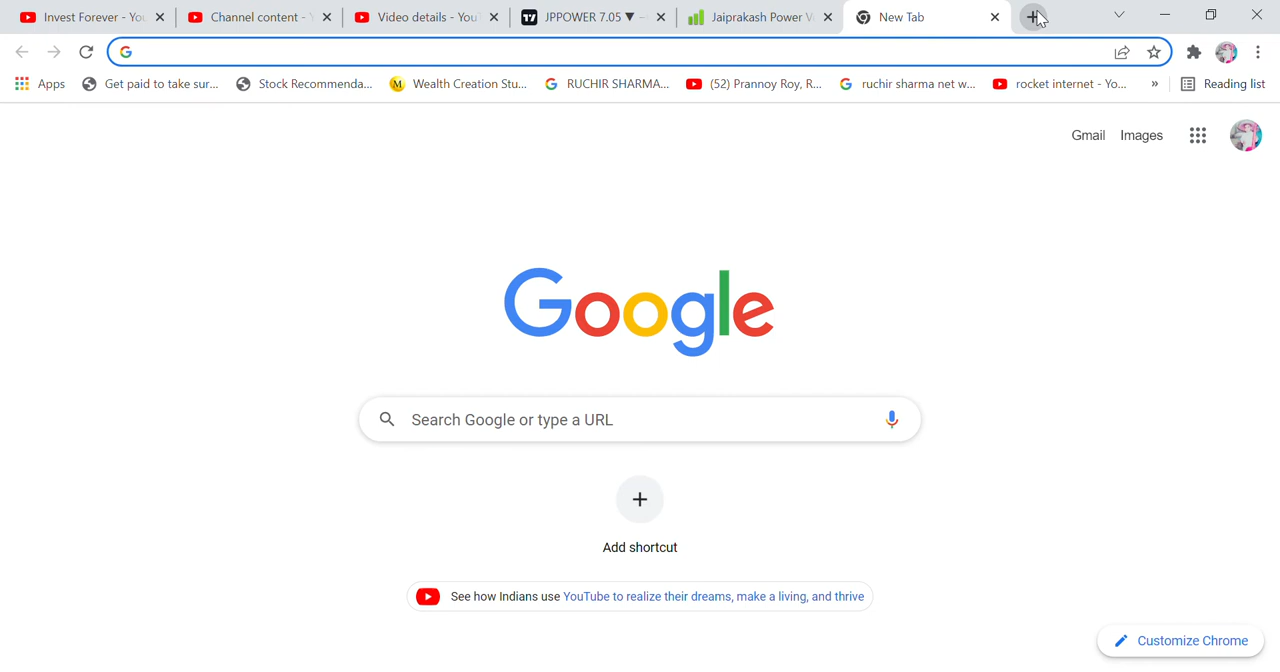 Invest Forever - You
Channel content - Y
Video details - YouT
JPPOWER 7.05 ▼ -
Jaiprakash Power V
New Tab
Apps
Get paid to take sur...
Stock Recommenda...
Wealth Creation Stu...
RUCHIR SHARMA...
(52) Prannoy Roy, R...
ruchir sharma net w...
rocket internet - Yo...
»
Reading list
Gmail
Images
Google
Search Google or type a URL
Add shortcut
See how Indians use YouTube to realize their dreams, make a living, and thrive
Customize Chrome